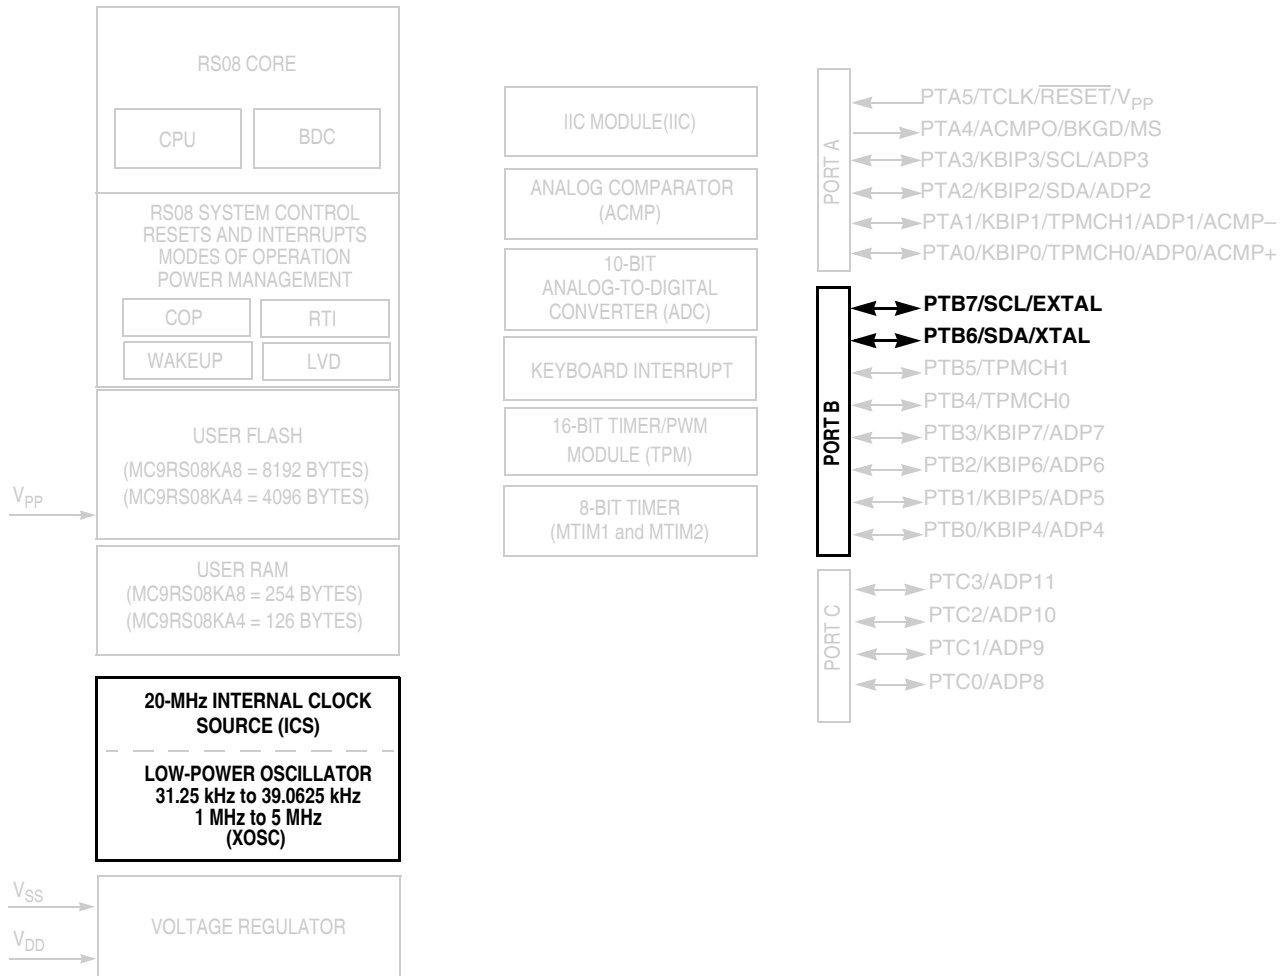 RS08 CORE
CPU
BDC
RS08 SYSTEM CONTROL
RESETS AND INTERRUPTS
MODES OF OPERATION
POWER MANAGEMENT
COP
RTI
WAKEUP
LVD
USER FLASH
(MC9RS08KA8 = 8192 BYTES)
(MC9RS08KA4 = 4096 BYTES)
VPP
USER RAM
(MC9RS08KA8 = 254 BYTES)
(MC9RS08KA4 = 126 BYTES)
20-MHz INTERNAL CLOCK
SOURCE (ICS)
LOW-POWER OSCILLATOR
31.25 kHz to 39.0625 kHz
1 MHz to 5 MHz
(XOSC)
VSS
VDD
VOLTAGE REGULATOR
IIC MODULE(IIC)
ANALOG COMPARATOR
(ACMP)
10-BIT
ANALOG-TO-DIGITAL
CONVERTER (ADC)
KEYBOARD INTERRUPT
16-BIT TIMER/PWM
MODULE (TPM)
8-BIT TIMER
(MTIM1 and MTIM2)
PORT A
PTA5/TCLK/RESET/VPP
PTA4/ACMPO/BKGD/MS
PTA3/KBIP3/SCL/ADP3
PTA2/KBIP2/SDA/ADP2
PTA1/KBIP1/TPMCH1/ADP1/ACMP–
PTA0/KBIP0/TPMCH0/ADP0/ACMP+
PORT B
PTB7/SCL/EXTAL
PTB6/SDA/XTAL
PTB5/TPMCH1
PTB4/TPMCH0
PTB3/KBIP7/ADP7
PTB2/KBIP6/ADP6
PTB1/KBIP5/ADP5
PTB0/KBIP4/ADP4
PORT C
PTC3/ADP11
PTC2/ADP10
PTC1/ADP9
PTC0/ADP8